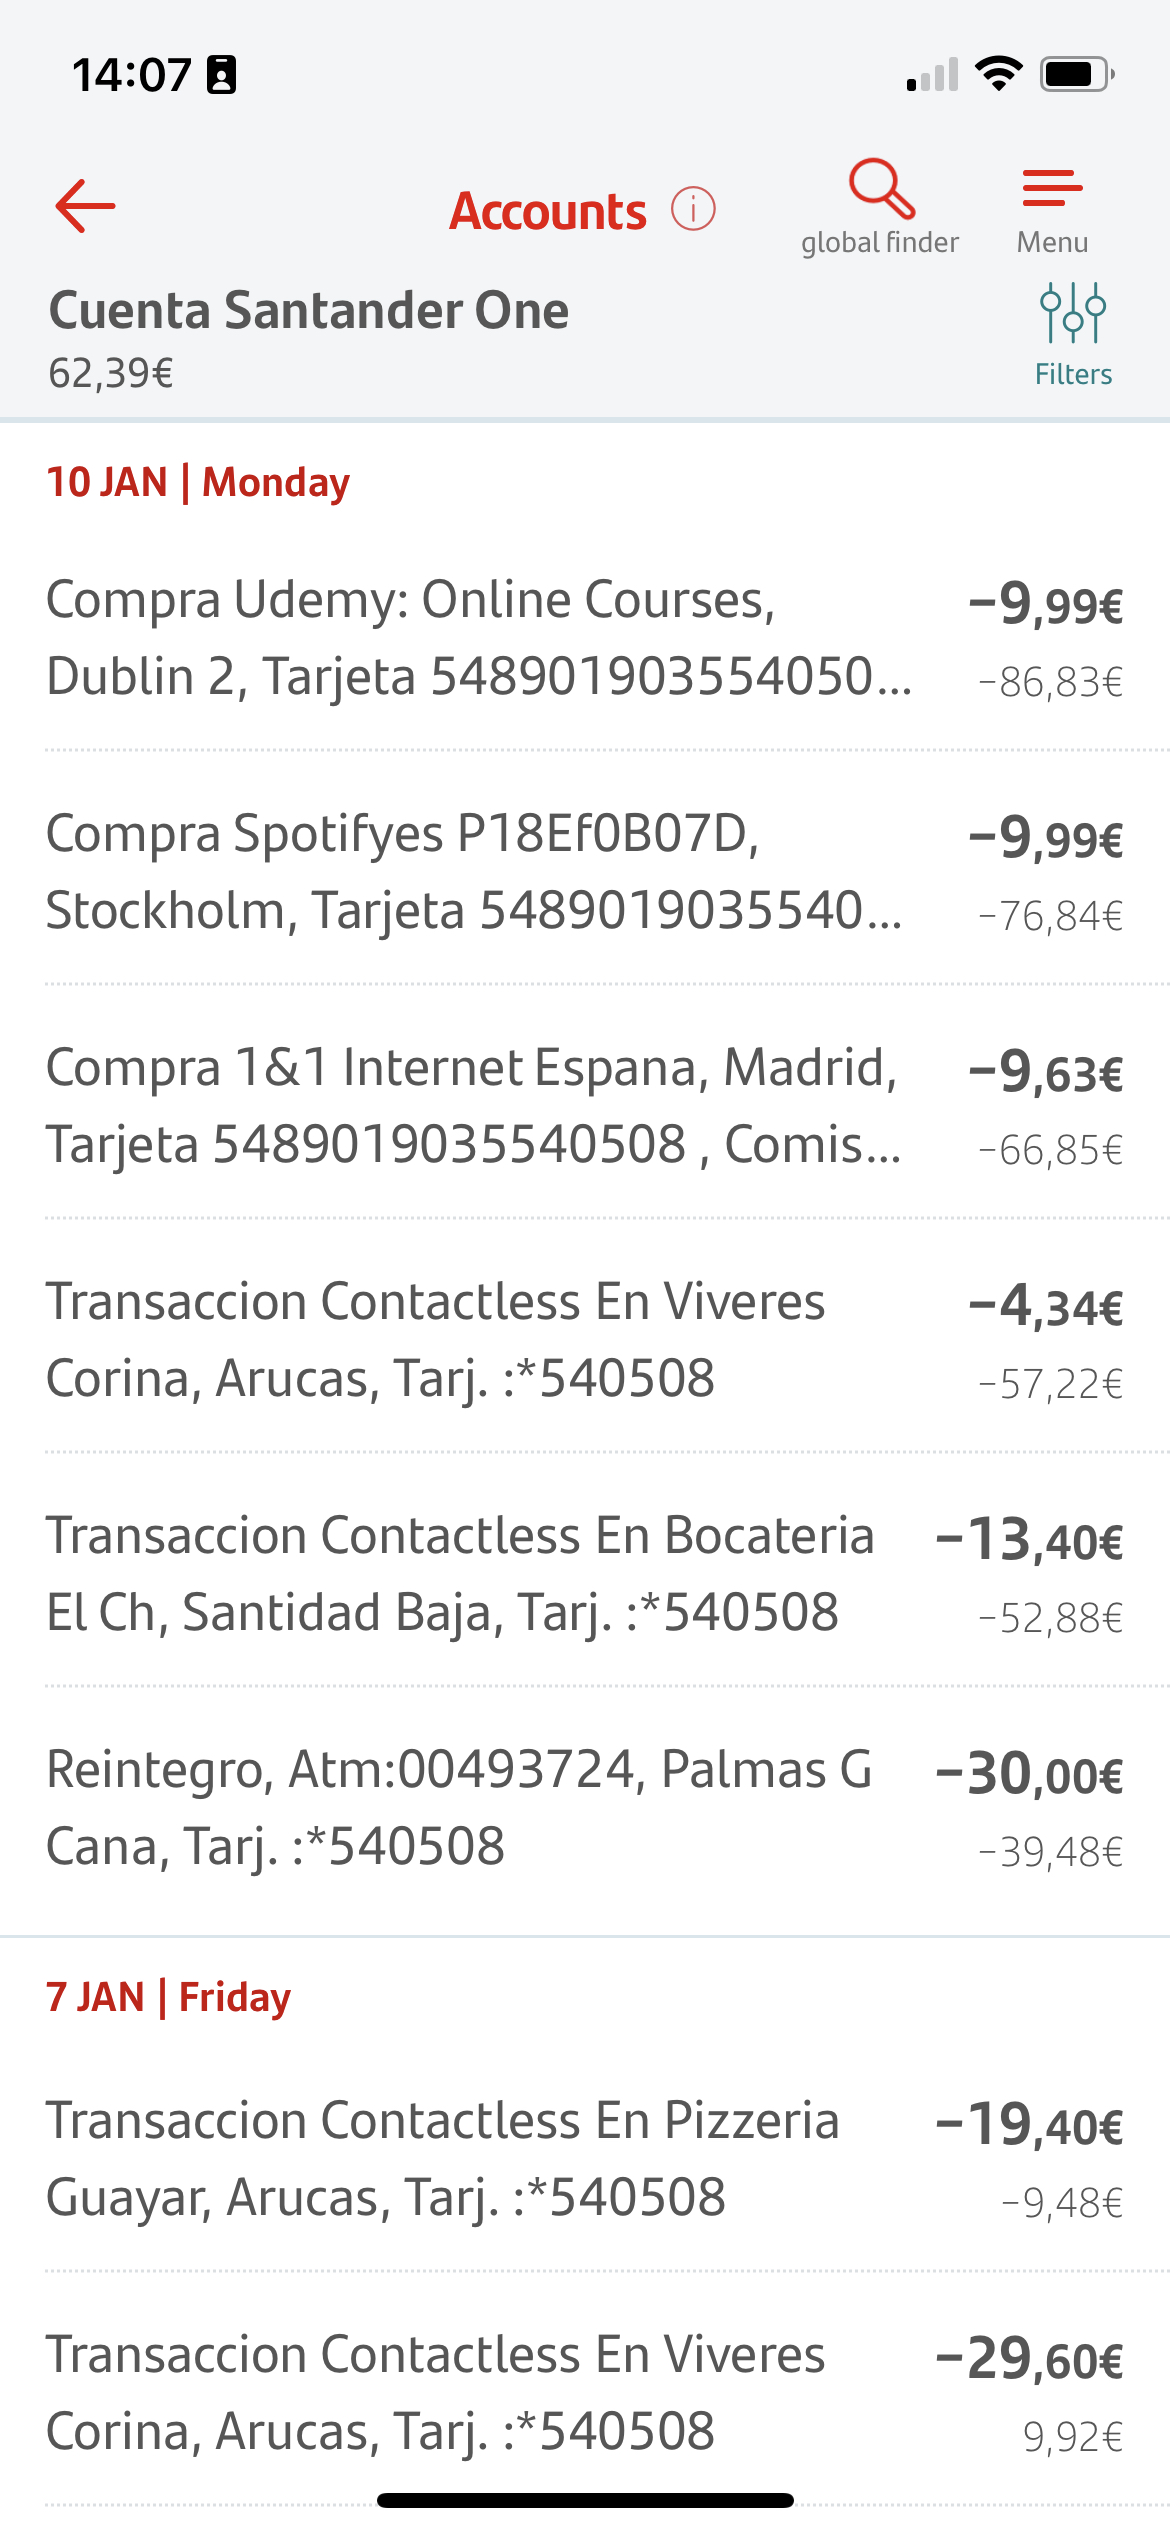 14:07
Accounts
global finder
Menu
Cuenta Santander One
62,39€
Filters
10 JAN | Monday
Compra Udemy: Online Courses, -9,99€
Dublin 2, Tarjeta 548901903554050... -86,83€
Compra Spotifyes P18Ef0B07D, -9,99€
Stockholm, Tarjeta 5489019035540... -76,84€
Compra 1&1 Internet Espana, Madrid, -9,63€
Tarjeta 5489019035540508 , Comis... -66,85€
Transaccion Contactless En Viveres -4,34€
Corina, Arucas, Tarj. :*540508 -57,22€
Transaccion Contactless En Bocateria -13,40€
El Ch, Santidad Baja, Tarj. :*540508 -52,88€
Reintegro, Atm:00493724, Palmas G -30,00€
Cana, Tarj. :*540508 -39,48€
7 JAN | Friday
Transaccion Contactless En Pizzeria -19,40€
Guayar, Arucas, Tarj. :*540508 -9,48€
Transaccion Contactless En Viveres -29,60€
Corina, Arucas, Tarj. :*540508 9,92€